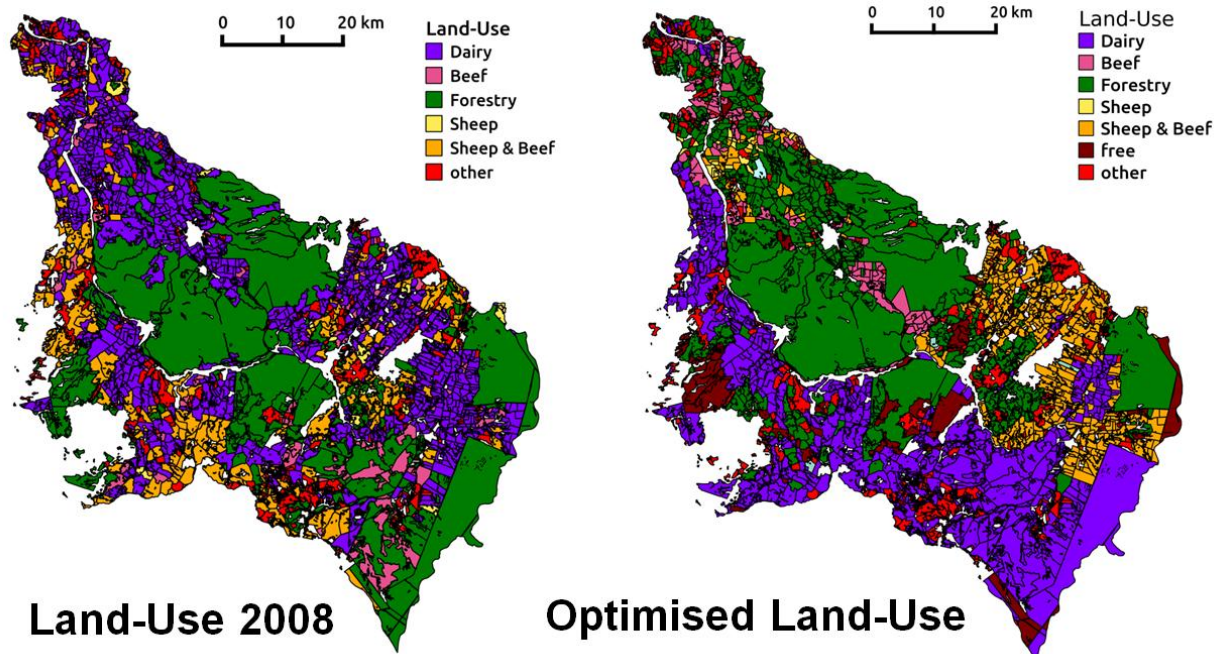 0 10 20 km
Land-Use
Dairy
Beef
Forestry
Sheep
Sheep & Beef
other
0 10 20 km
Land-Use
Dairy
Beef
Forestry
Sheep
Sheep & Beef
free
other
Land-Use 2008
Optimised Land-Use